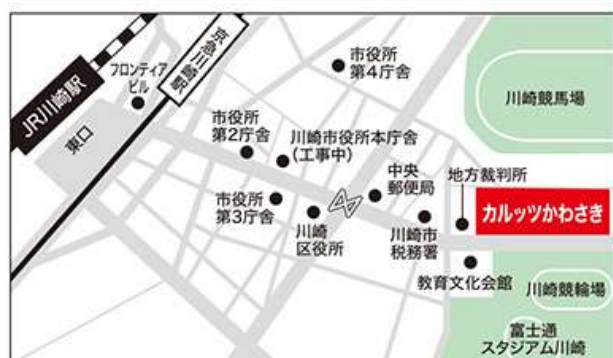 JR川崎駅
東口
フロンティア
ビル
京急川崎駅
市役所
第4庁舎
市役所
第2庁舎
川崎市役所本庁舎
(工事中)
市役所
第3庁舎
川崎
区役所
中央
郵便局
川崎市
税務署
地方裁判所
カルッツかわさき
教育文化会館
川崎競馬場
川崎競輪場
富士通
スタジアム川崎